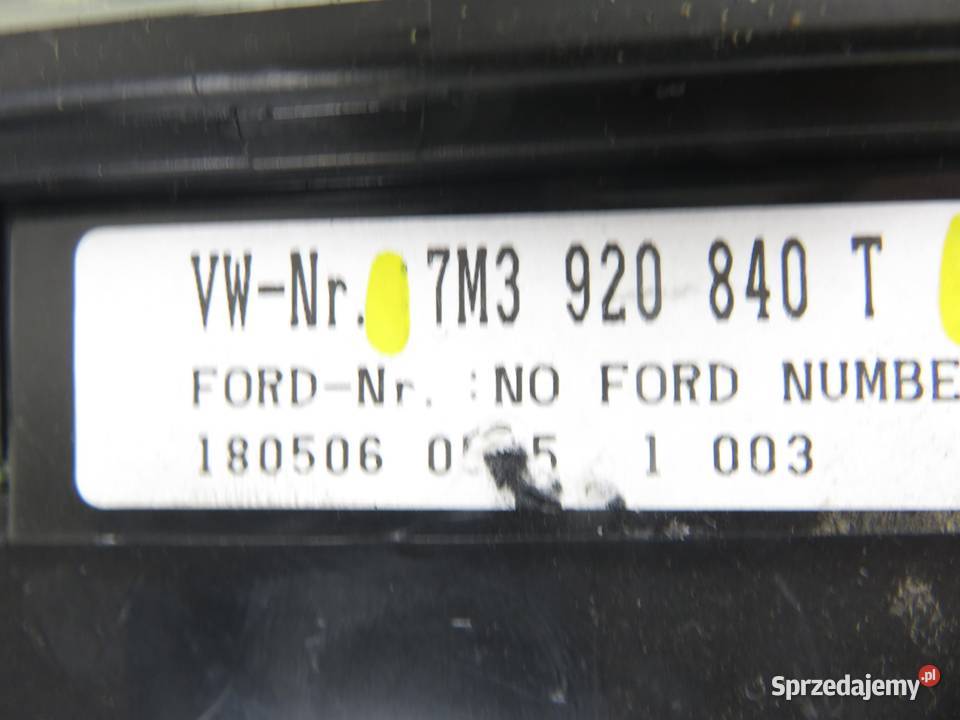 VW-Nr. 7M3 920 840 T
FORD-Nr. :NO FORD NUMBE
180506 1 003
Sprzedajemy.pl